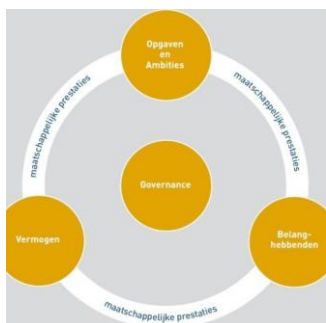 Opgaven
en
Ambities
maatschappelijke prestaties
maatschappelijke prestaties
Governance
Vermogen
Belang-
hebbenden
maatschappelijke prestaties